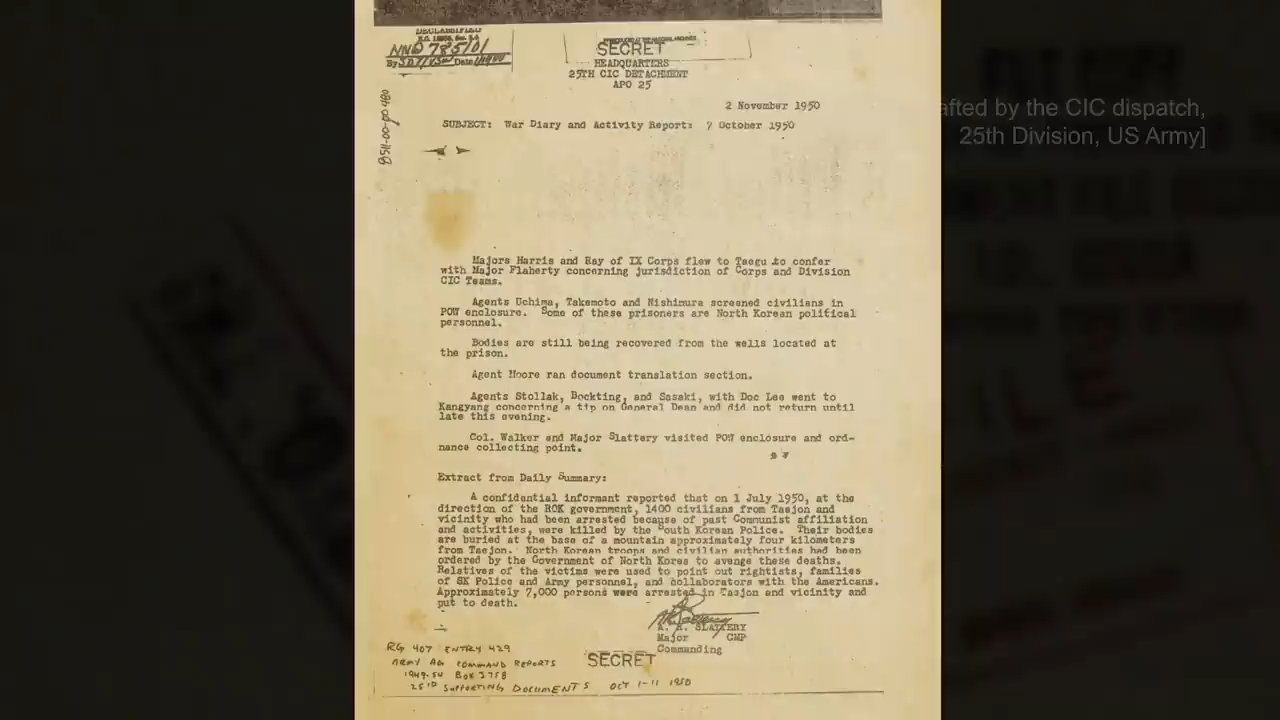 DECLASSIFIED
NND 785101
SECRET
HEADQUARTERS
25TH CIC DETACHMENT
APO 25
2 November 1950
SUBJECT: War Diary and Activity Report: 7 October 1950
Majors Harris and Ray of IX Corps flew to Taegu to confer
with Major Flaherty concerning jurisdiction of Corps and Division
CIC Teams.
Agents Uchima, Takemoto and Nishimura screened civilians in
POW enclosure. Some of these prisoners are North Korean political
personnel.
Bodies are still being recovered from the wells located at
the prison.
Agent Moore ran document translation section.
Agents Stollak, Bockting, and Sasaki, with Doc Lee went to
Kangyang concerning a tip on General Dean and did not return until
late this evening.
Col. Walker and Major Slattery visited POW enclosure and ord-
nance collecting point.
Extract from Daily Summary:
A confidential informant reported that on 1 July 1950, at the
direction of the ROK government, 1400 civilians from Taejon and
vicinity who had been arrested because of past Communist affiliation
and activities, were killed by the South Korean Police. Their bodies
are buried at the base of a mountain approximately four kilometers
from Taejon. North Korean troops and civilian authorities had been
ordered by the Government of North Korea to avenge these deaths.
Relatives of the victims were used to point out rightists, families
of SK Police and Army personnel, and collaborators with the Americans.
Approximately 7,000 persons were arrested in Taejon and vicinity and
put to death.
A. R. SLATTERY
Major CMP
Commanding
SECRET
RG 407 ENTRY 429
ARMY AG COMMAND REPORTS
1949-54 BOX 3758
25 ID SUPPORTING DOCUMENTS OCT 1-11 1950
afted by the CIC dispatch,
25th Division, US Army]